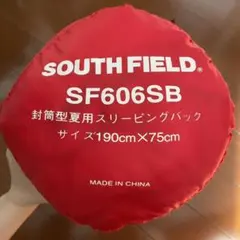 SOUTH FIELD®
SF606SB
封筒型夏用スリーピングバック
サイズ190cm×75cm
MADE IN CHINA